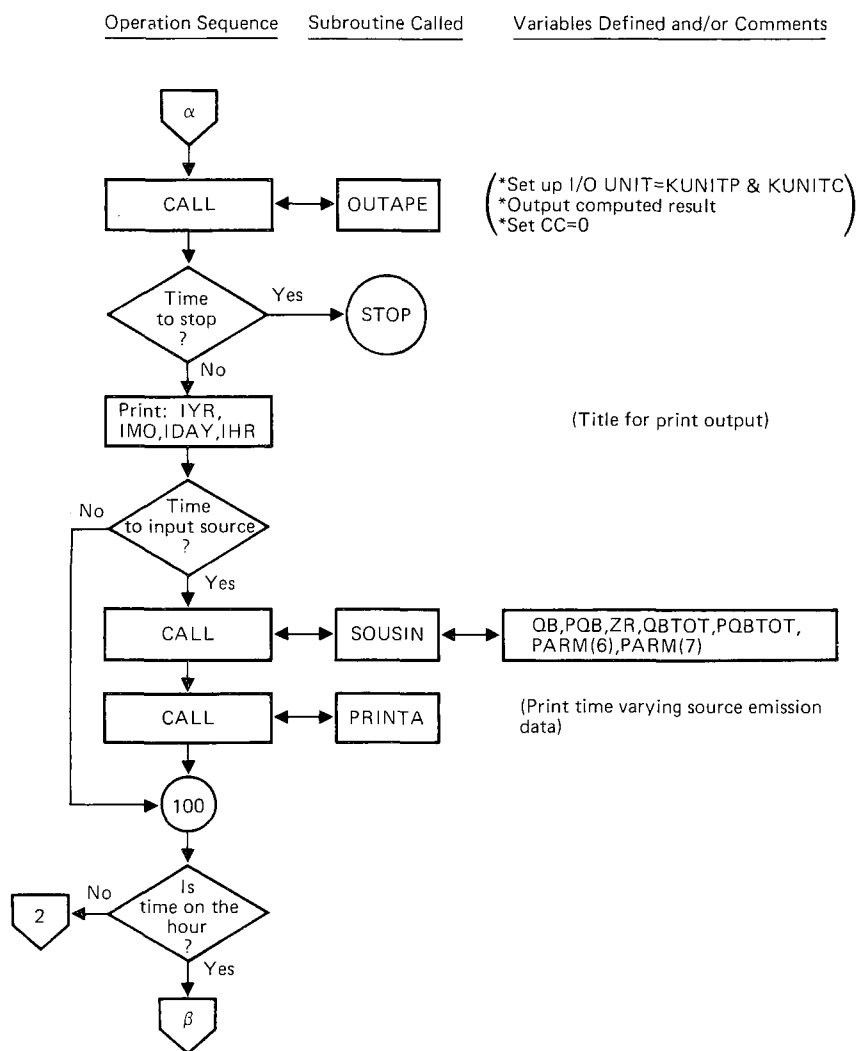 Operation Sequence Subroutine Called Variables Defined and/or Comments
α
CALL OUTAPE
*Set up I/O UNIT=KUNITP & KUNITC
*Output computed result
*Set CC=0
Time
to stop
?
Yes
STOP
No
Print: IYR,
IMO,IDAY,IHR
(Title for print output)
Time
to input source
?
No
Yes
CALL SOUSIN
QB,PQB,ZR,QBTOT,PQBTOT,
PARM(6),PARM(7)
CALL PRINTA
(Print time varying source emission
data)
100
Is
time on the
hour
?
No
2
Yes
β